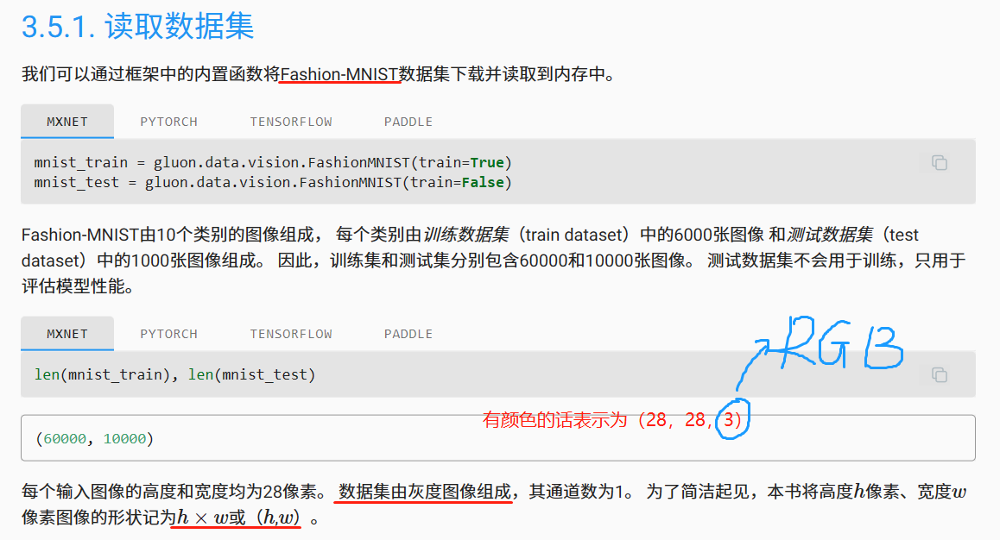 3.5.1. 读取数据集
我们可以通过框架中的内置函数将Fashion-MNIST数据集下载并读取到内存中。
MXNET PYTORCH TENSORFLOW PADDLE
mnist_train = gluon.data.vision.FashionMNIST(train=True)
mnist_test = gluon.data.vision.FashionMNIST(train=False)
Fashion-MNIST由10个类别的图像组成， 每个类别由训练数据集（train dataset）中的6000张图像 和测试数据集（test
dataset）中的1000张图像组成。 因此，训练集和测试集分别包含60000和10000张图像。 测试数据集不会用于训练，只用于
评估模型性能。
MXNET PYTORCH TENSORFLOW PADDLE
RGB
len(mnist_train), len(mnist_test)
有颜色的话表示为（28，28，3）
(60000, 10000)
每个输入图像的高度和宽度均为28像素。 数据集由灰度图像组成，其通道数为1。 为了简洁起见，本书将高度h像素、宽度w
像素图像的形状记为h × w或（h,w）。